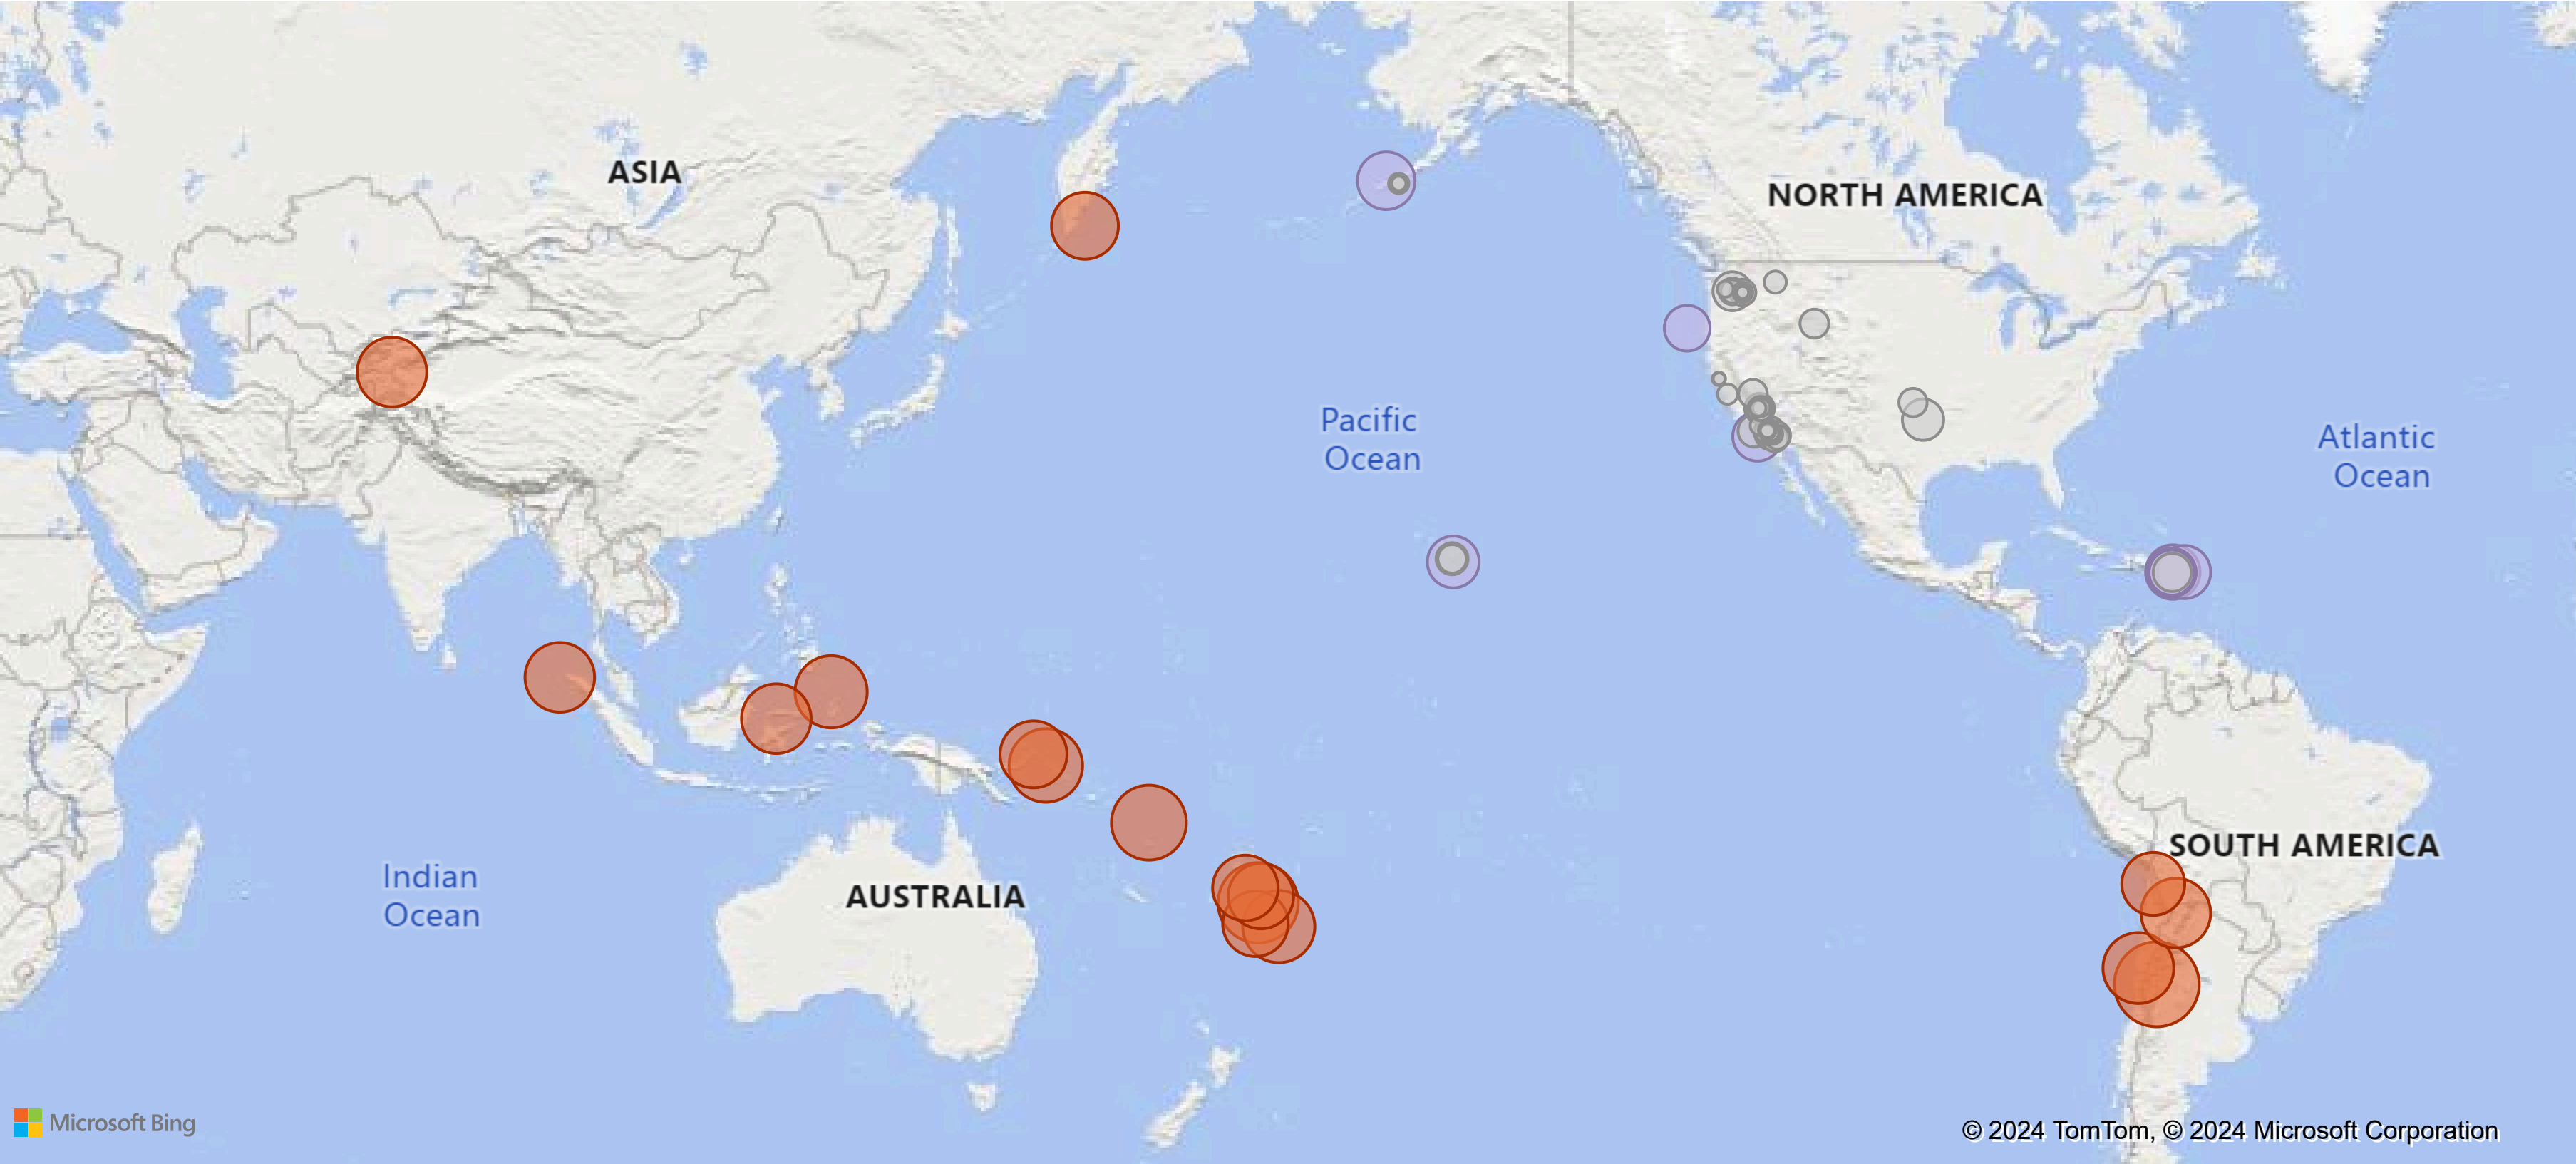 ASIA
NORTH AMERICA
Pacific
Ocean
Atlantic
Ocean
SOUTH AMERICA
Indian
Ocean
AUSTRALIA
Microsoft Bing
© 2024 TomTom, © 2024 Microsoft Corporation